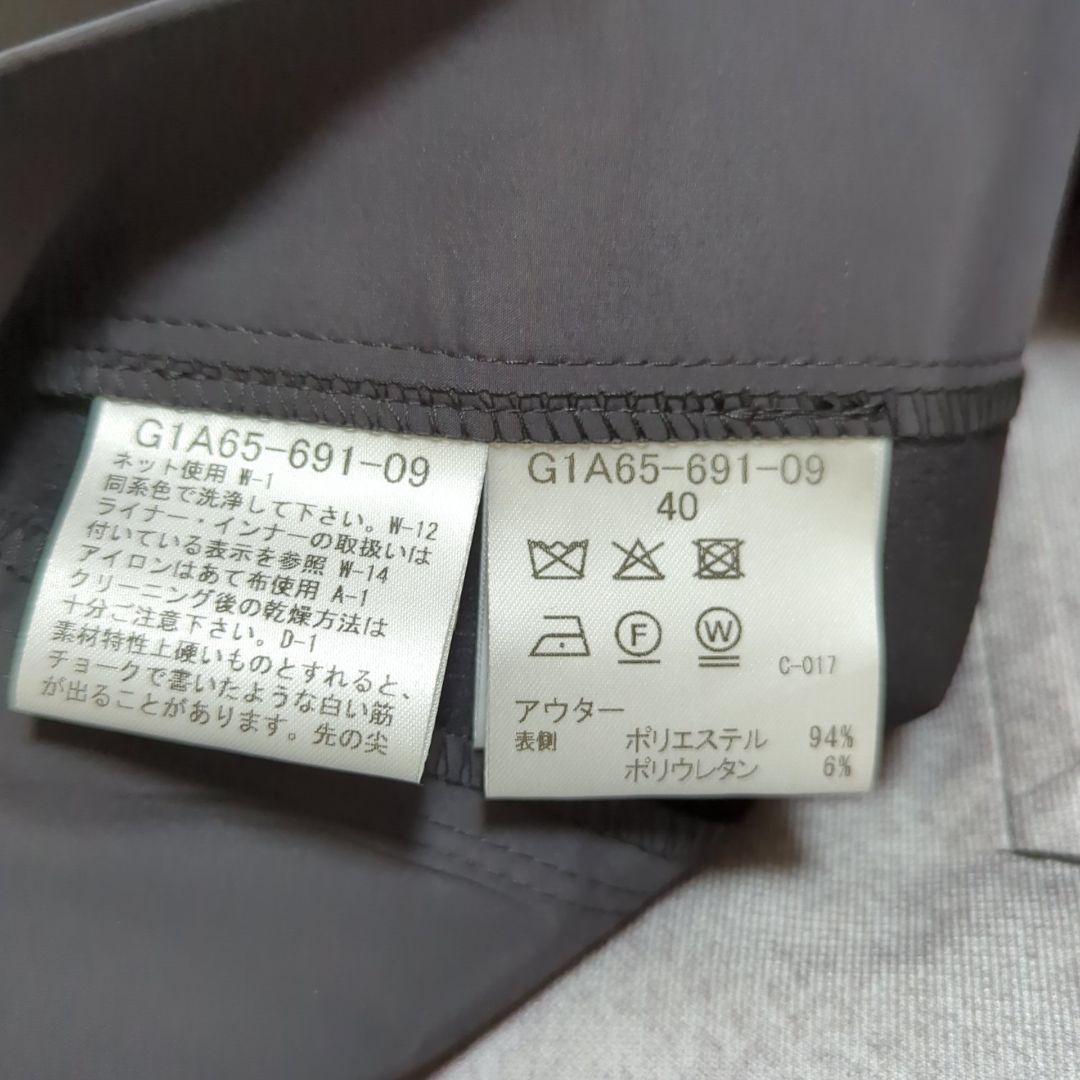 G1A65-691-09
ネット使用 W-1
同系色で洗浄して下さい。W-12
ライナー・インナーの取扱いは
付いている表示を参照 W-14
アイロンはあて布使用 A-1
クリーニング後の乾燥方法は
十分ご注意下さい。D-1
素材特性上硬いものとすれると、
チョークで書いたような白い筋
が出ることがあります。先の尖
G1A65-691-09
40
F
W
C-017
アウター
表側 ポリエステル 94%
ポリウレタン 6%